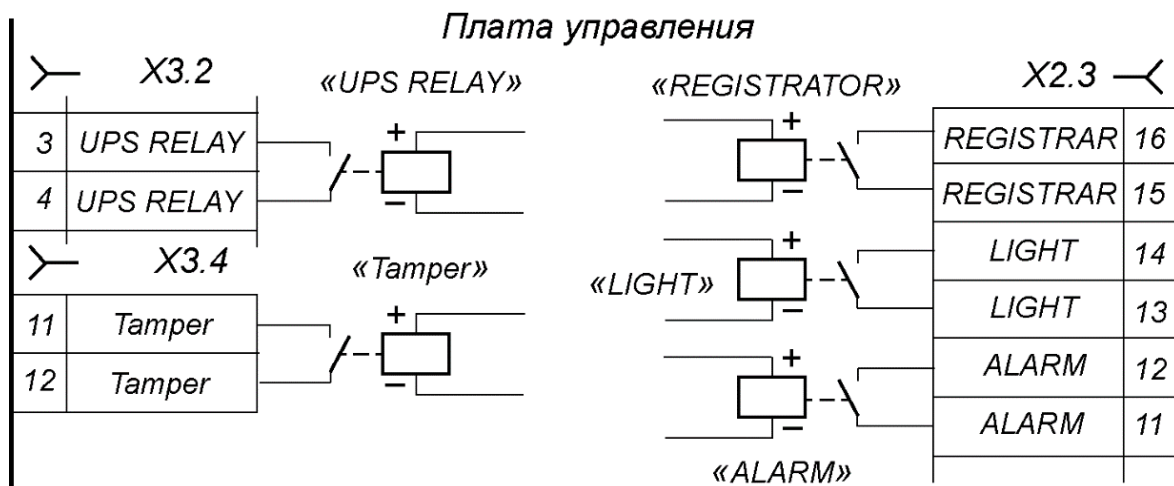 Плата управления
X3.2
«UPS RELAY»
+
3 UPS RELAY
4 UPS RELAY
−
X3.4
«Tamper»
+
11 Tamper
12 Tamper
−
«REGISTRATOR»
X2.3
+
REGISTRAR 16
−
REGISTRAR 15
«LIGHT»
+
LIGHT 14
−
LIGHT 13
+
ALARM 12
−
ALARM 11
«ALARM»